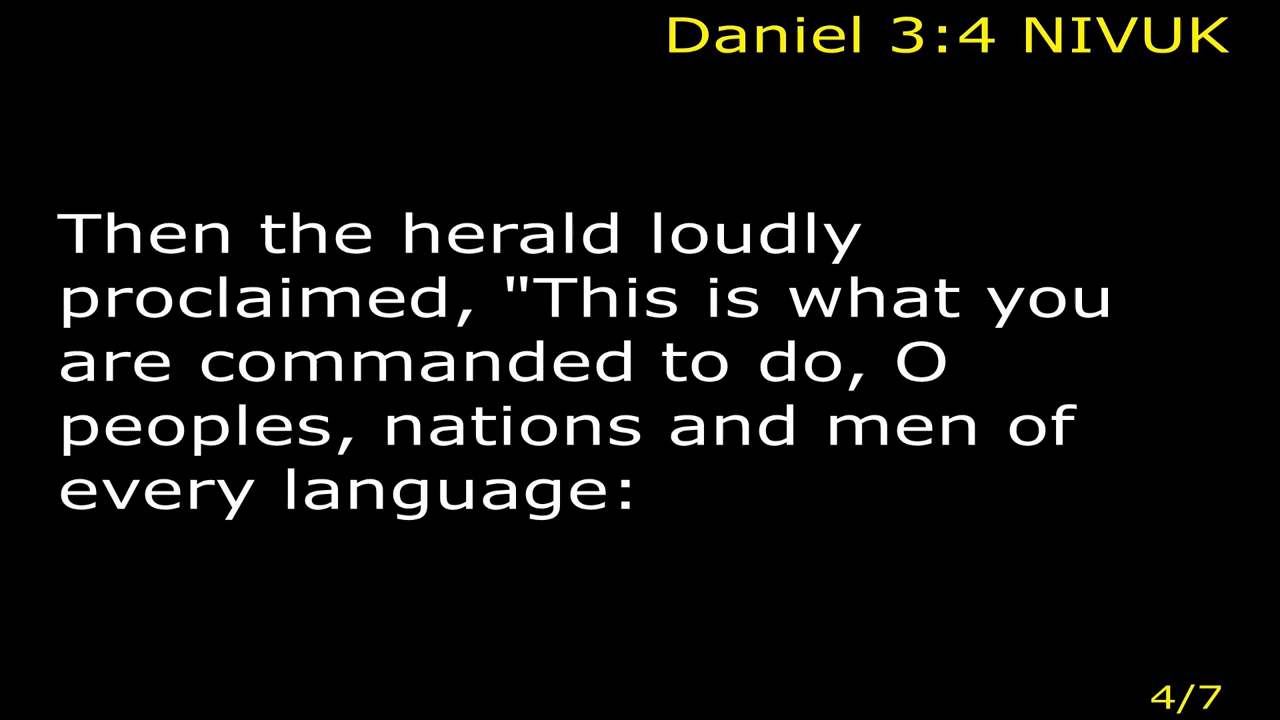 Daniel 3:4 NIVUK
Then the herald loudly
proclaimed, "This is what you
are commanded to do, O
peoples, nations and men of
every language:
4/7